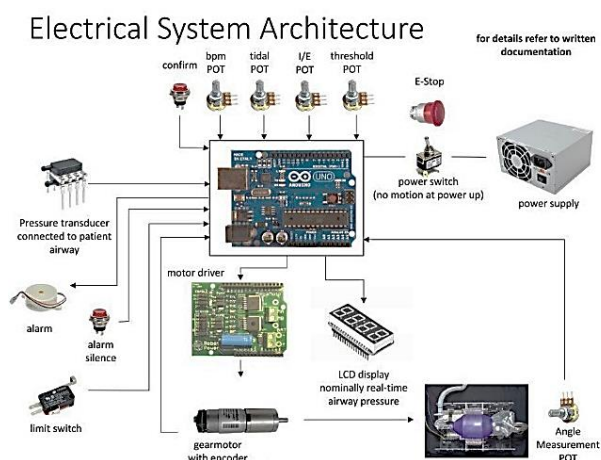 Electrical System Architecture
for details refer to written
documentation
confirm
bpm
POT
tidal
POT
I/E
POT
threshold
POT
E-Stop
ARDUINO
UNO
power switch
(no motion at power up)
power supply
Pressure transducer
connected to patient
airway
motor driver
alarm
alarm
silence
LCD display
nominally real-time
airway pressure
limit switch
gearmotor
with encoder
Angle
Measurement
POT